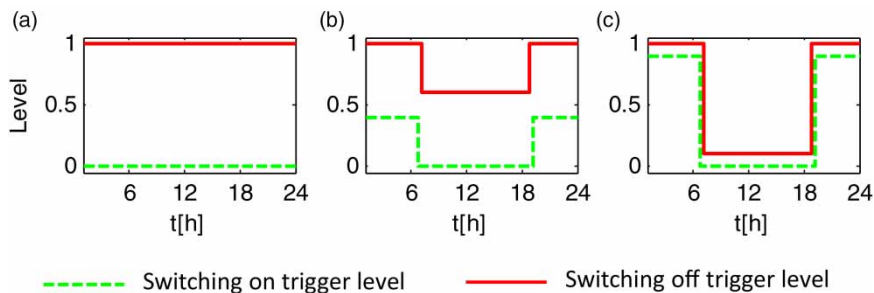 (a) (b) (c)
1 1 1
Level
0.5 0.5 0.5
0 0 0
6 12 18 24 6 12 18 24 6 12 18 24
t[h] t[h] t[h]
Switching on trigger level Switching off trigger level